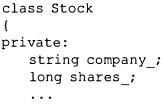 class Stock
{
private:
    string company_;
    long shares_;
    ...